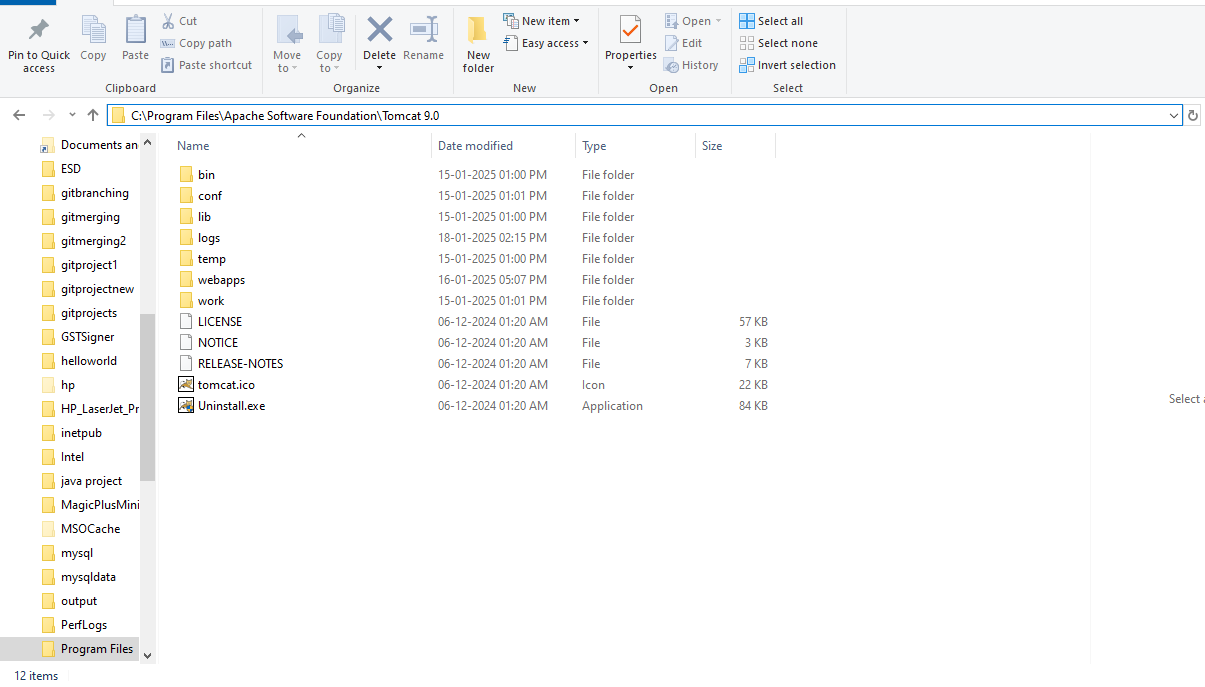 Pin to Quick access
Copy
Paste
Cut
Copy path
Paste shortcut
Clipboard
Move to
Copy to
Delete
Rename
Organize
New folder
New item
Easy access
New
Properties
Open
Edit
History
Open
Select all
Select none
Invert selection
Select
C:\Program Files\Apache Software Foundation\Tomcat 9.0
Documents an
ESD
gitbranching
gitmerging
gitmerging2
gitproject1
gitprojectnew
gitprojects
GSTSigner
helloworld
hp
HP_LaserJet_Pr
inetpub
Intel
java project
MagicPlusMini
MSOCache
mysql
mysqldata
output
PerfLogs
Program Files
Name Date modified Type Size
bin 15-01-2025 01:00 PM File folder
conf 15-01-2025 01:01 PM File folder
lib 15-01-2025 01:00 PM File folder
logs 18-01-2025 02:15 PM File folder
temp 15-01-2025 01:00 PM File folder
webapps 16-01-2025 05:07 PM File folder
work 15-01-2025 01:01 PM File folder
LICENSE 06-12-2024 01:20 AM File 57 KB
NOTICE 06-12-2024 01:20 AM File 3 KB
RELEASE-NOTES 06-12-2024 01:20 AM File 7 KB
tomcat.ico 06-12-2024 01:20 AM Icon 22 KB
Uninstall.exe 06-12-2024 01:20 AM Application 84 KB
Select a
12 items